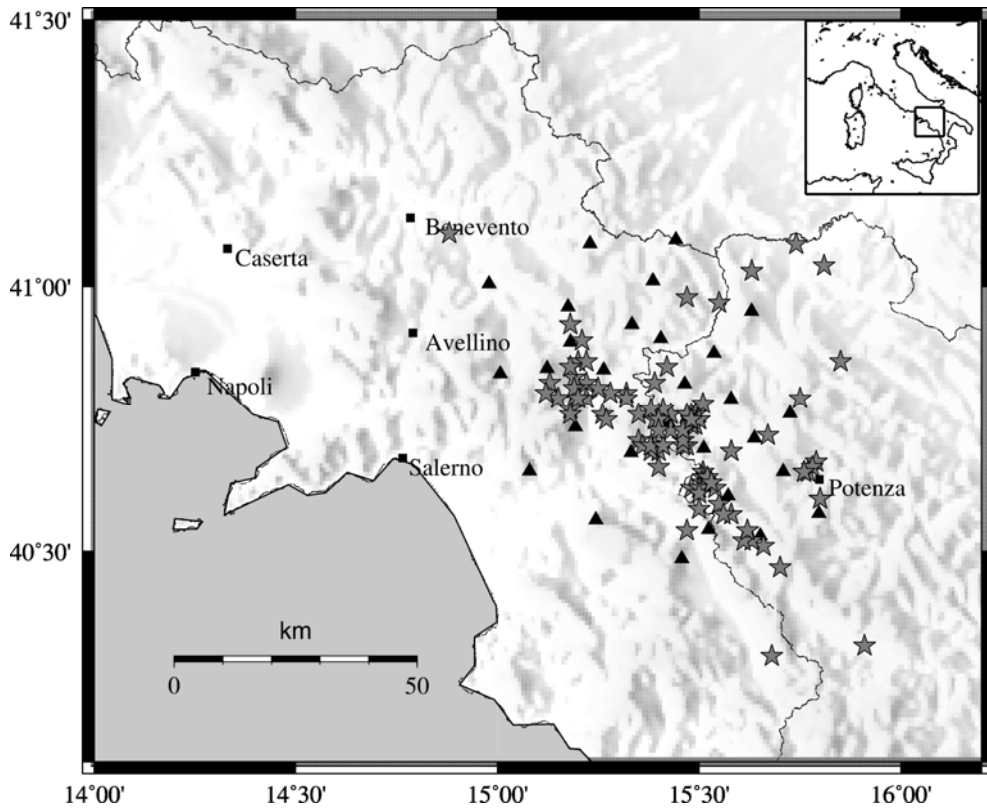 41°30'
Benevento
Caserta
41°00'
Avellino
Napoli
Salerno
Potenza
40°30'
km
0
50
14°00'
14°30'
15°00'
15°30'
16°00'